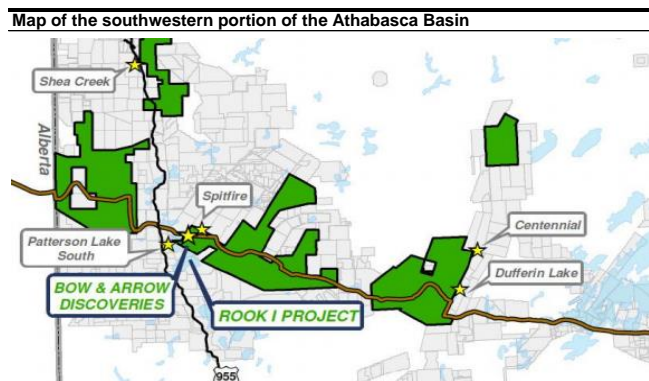 Map of the southwestern portion of the Athabasca Basin
Shea Creek
Alberta
Spitfire
Patterson Lake
South
Centennial
BOW & ARROW
DISCOVERIES
Dufferin Lake
ROOK I PROJECT
955